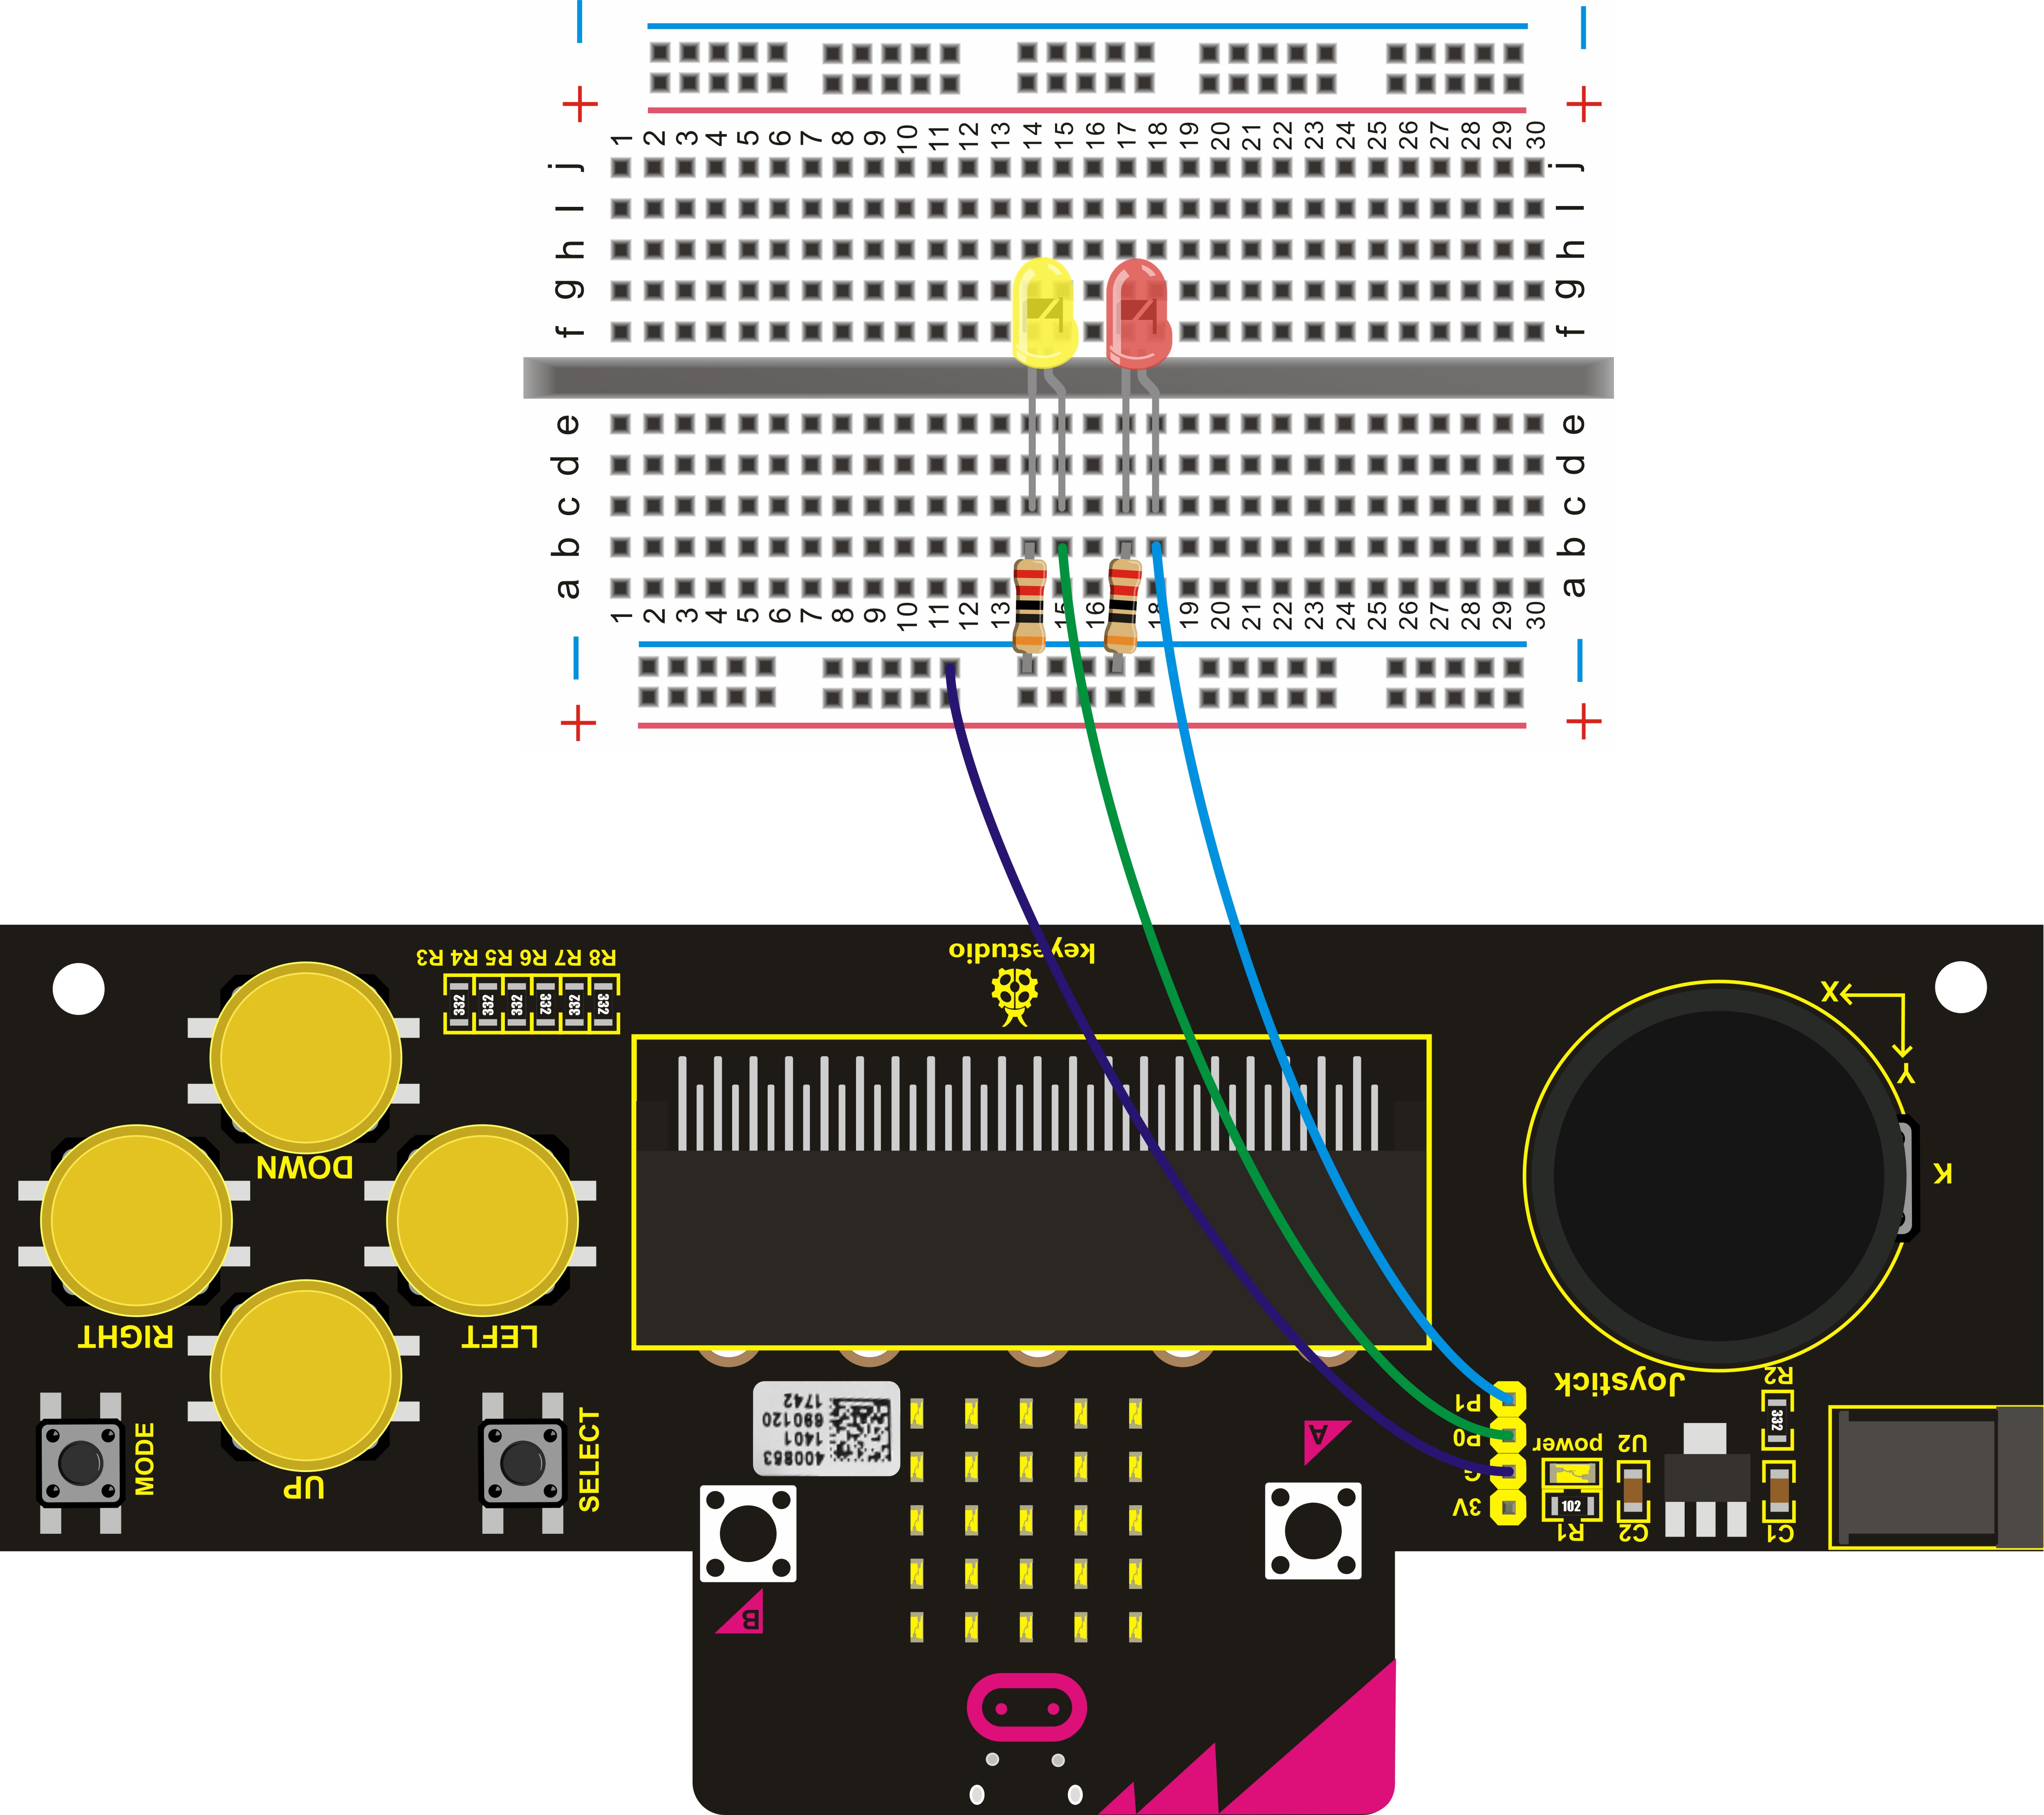 − −
+ +
1 2 3 4 5 6 7 8 9 10 11 12 13 14 15 16 17 18 19 20 21 22 23 24 25 26 27 28 29 30
j j
I I
h h
g g
f f
e e
d d
c c
b b
a a
1 2 3 4 5 6 7 8 9 10 11 12 13 15 16 18 19 20 21 22 23 24 25 26 27 28 29 30
− −
+ +
R3 R4 R5 R6 R7 R8
332 332 332 332 332 332
keyestudio
X
Y
K
DOWN
RIGHT
LEFT
UP
MODE
SELECT
Joystick
R2
332
P1
P0
G
3V
power
U2
102
R1
C2
C1
400863
1401
690120
1742
A
B